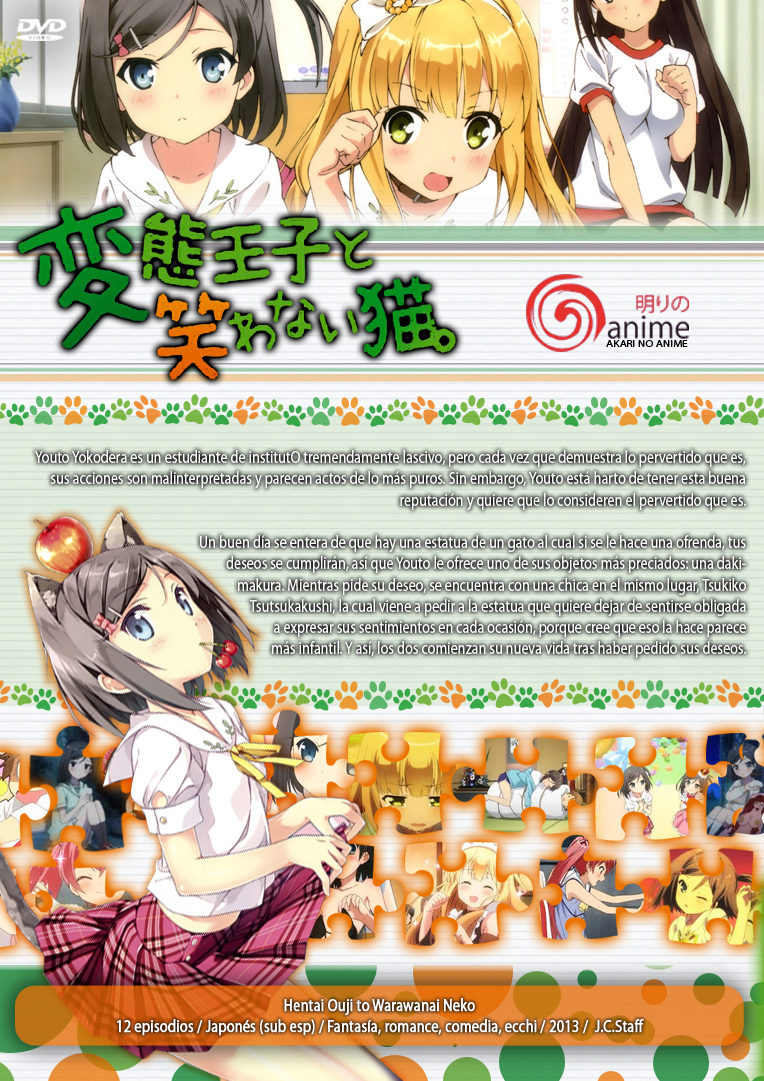 DVD
VIDEO
変態王子と
笑わない猫。
明りの
anime
AKARI NO ANIME
Youto Yokodera es un estudiante de institutO tremendamente lascivo, pero cada vez que demuestra lo pervertido que es,
sus acciones son malinterpretadas y parecen actos de lo más puros. Sin embargo, Youto está harto de tener esta buena
reputación y quiere que lo consideren el pervertido que es.
Un buen día se entera de que hay una estatua de un gato al cual si se le hace una ofrenda, tus
deseos se cumplirán, así que Youto le ofrece uno de sus objetos más preciados: una daki-
makura. Mientras pide su deseo, se encuentra con una chica en el mismo lugar, Tsukiko
Tsutsukakushi, la cual viene a pedir a la estatua que quiere dejar de sentirse obligada
a expresar sus sentimientos en cada ocasión, porque cree que eso la hace parece
más infantil. Y así, los dos comienzan su nueva vida tras haber pedido sus deseos.
Hentai Ouji to Warawanai Neko
12 episodios / Japonés (sub esp) / Fantasía, romance, comedia, ecchi / 2013 / J.C.Staff